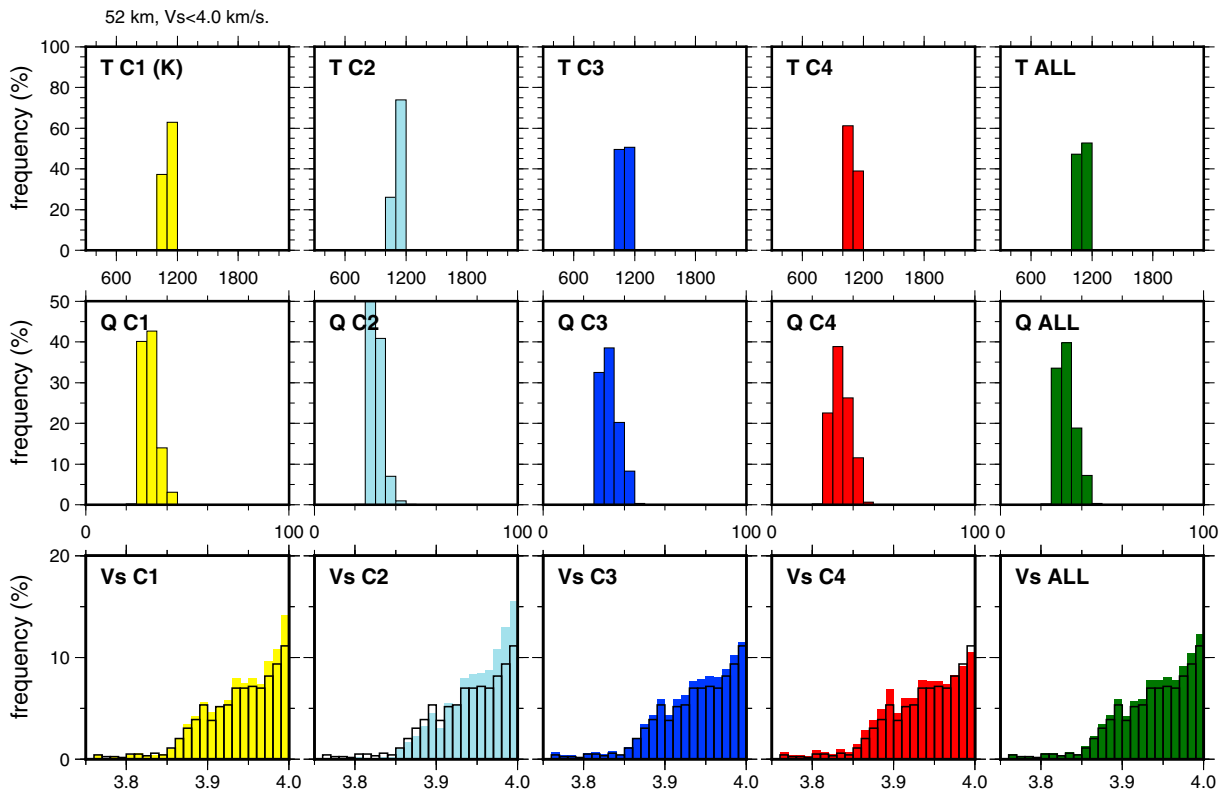 52 km, Vs<4.0 km/s.
frequency (%)
100
80
60
40
20
0
T C1 (K)
T C2
T C3
T C4
T ALL
600 1200 1800
600 1200 1800
600 1200 1800
600 1200 1800
600 1200 1800
frequency (%)
50
40
30
20
10
0
Q C1
Q C2
Q C3
Q C4
Q ALL
0 100
0 100
0 100
0 100
0 100
frequency (%)
20
10
0
Vs C1
Vs C2
Vs C3
Vs C4
Vs ALL
3.8 3.9 4.0
3.8 3.9 4.0
3.8 3.9 4.0
3.8 3.9 4.0
3.8 3.9 4.0